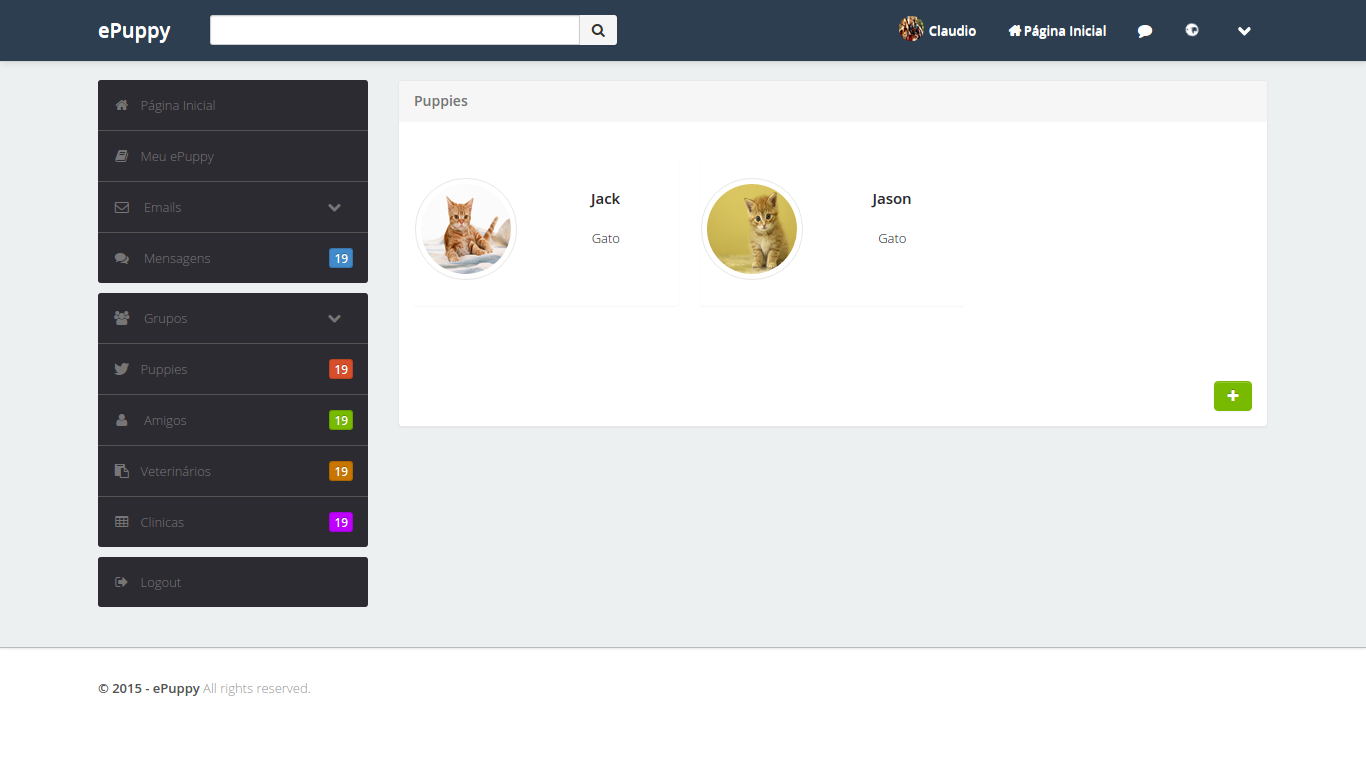 ePuppy
Claudio
Página Inicial
Página Inicial
Meu ePuppy
Emails
Mensagens 19
Grupos
Puppies 19
Amigos 19
Veterinários 19
Clinicas 19
Logout
Puppies
Jack
Gato
Jason
Gato
© 2015 - ePuppy All rights reserved.